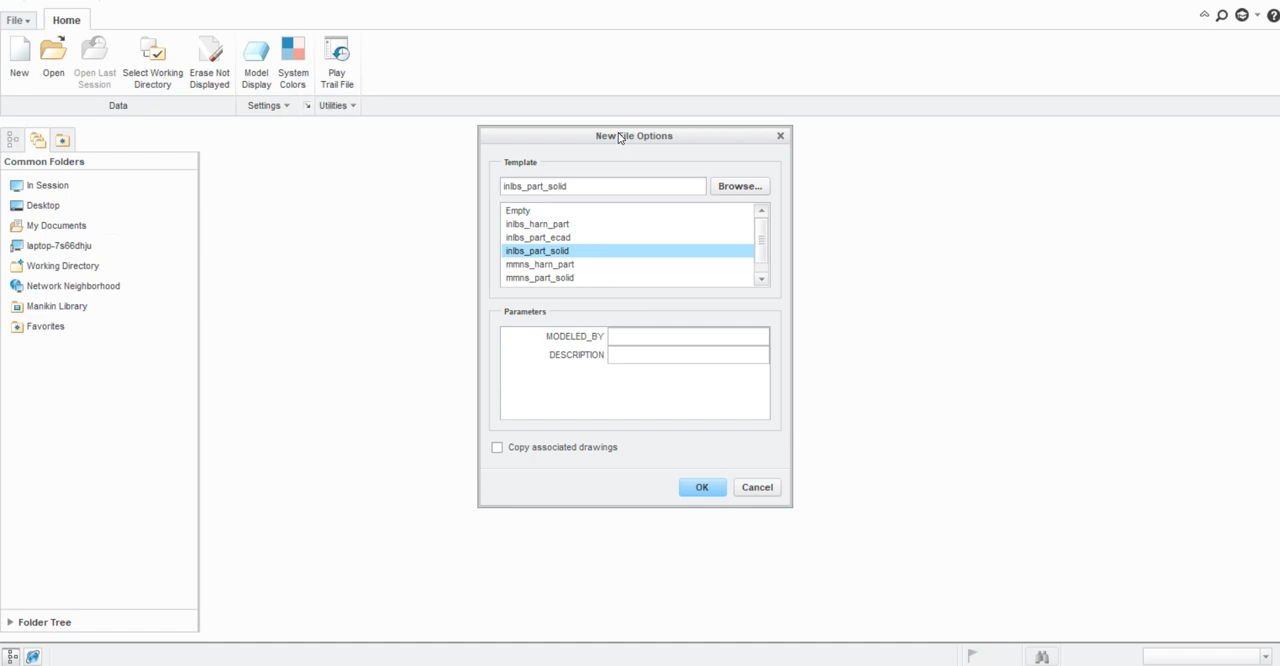 File
Home
New
Open
Open Last
Session
Select Working
Directory
Erase Not
Displayed
Model
Display
System
Colors
Play
Trail File
Data
Settings
Utilities
Common Folders
In Session
Desktop
My Documents
laptop-7s66dhju
Working Directory
Network Neighborhood
Manikin Library
Favorites
Folder Tree
New File Options
Template
inlbs_part_solid
Browse...
Empty
inlbs_harn_part
inlbs_part_ecad
inlbs_part_solid
mmns_harn_part
mmns_part_solid
Parameters
MODELED_BY
DESCRIPTION
Copy associated drawings
OK
Cancel